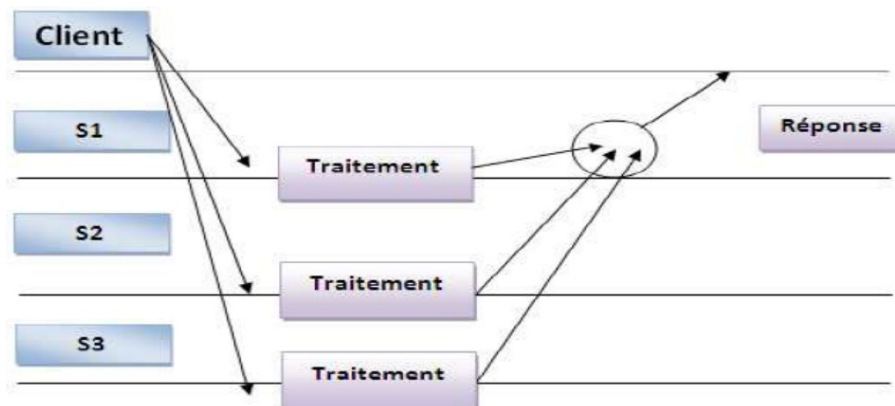 Client
S1
Réponse
Traitement
S2
Traitement
S3
Traitement